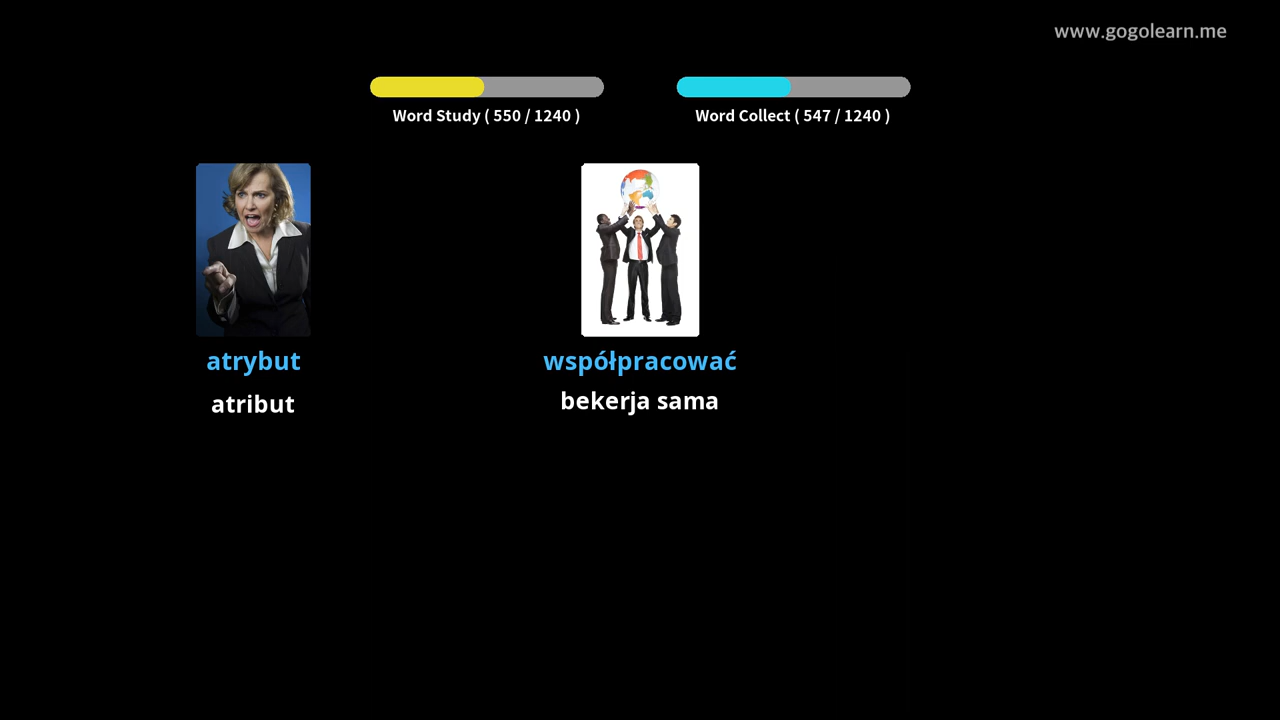 www.gogolearn.me
Word Study ( 550 / 1240 )
Word Collect ( 547 / 1240 )
atrybut
atribut
współpracować
bekerja sama